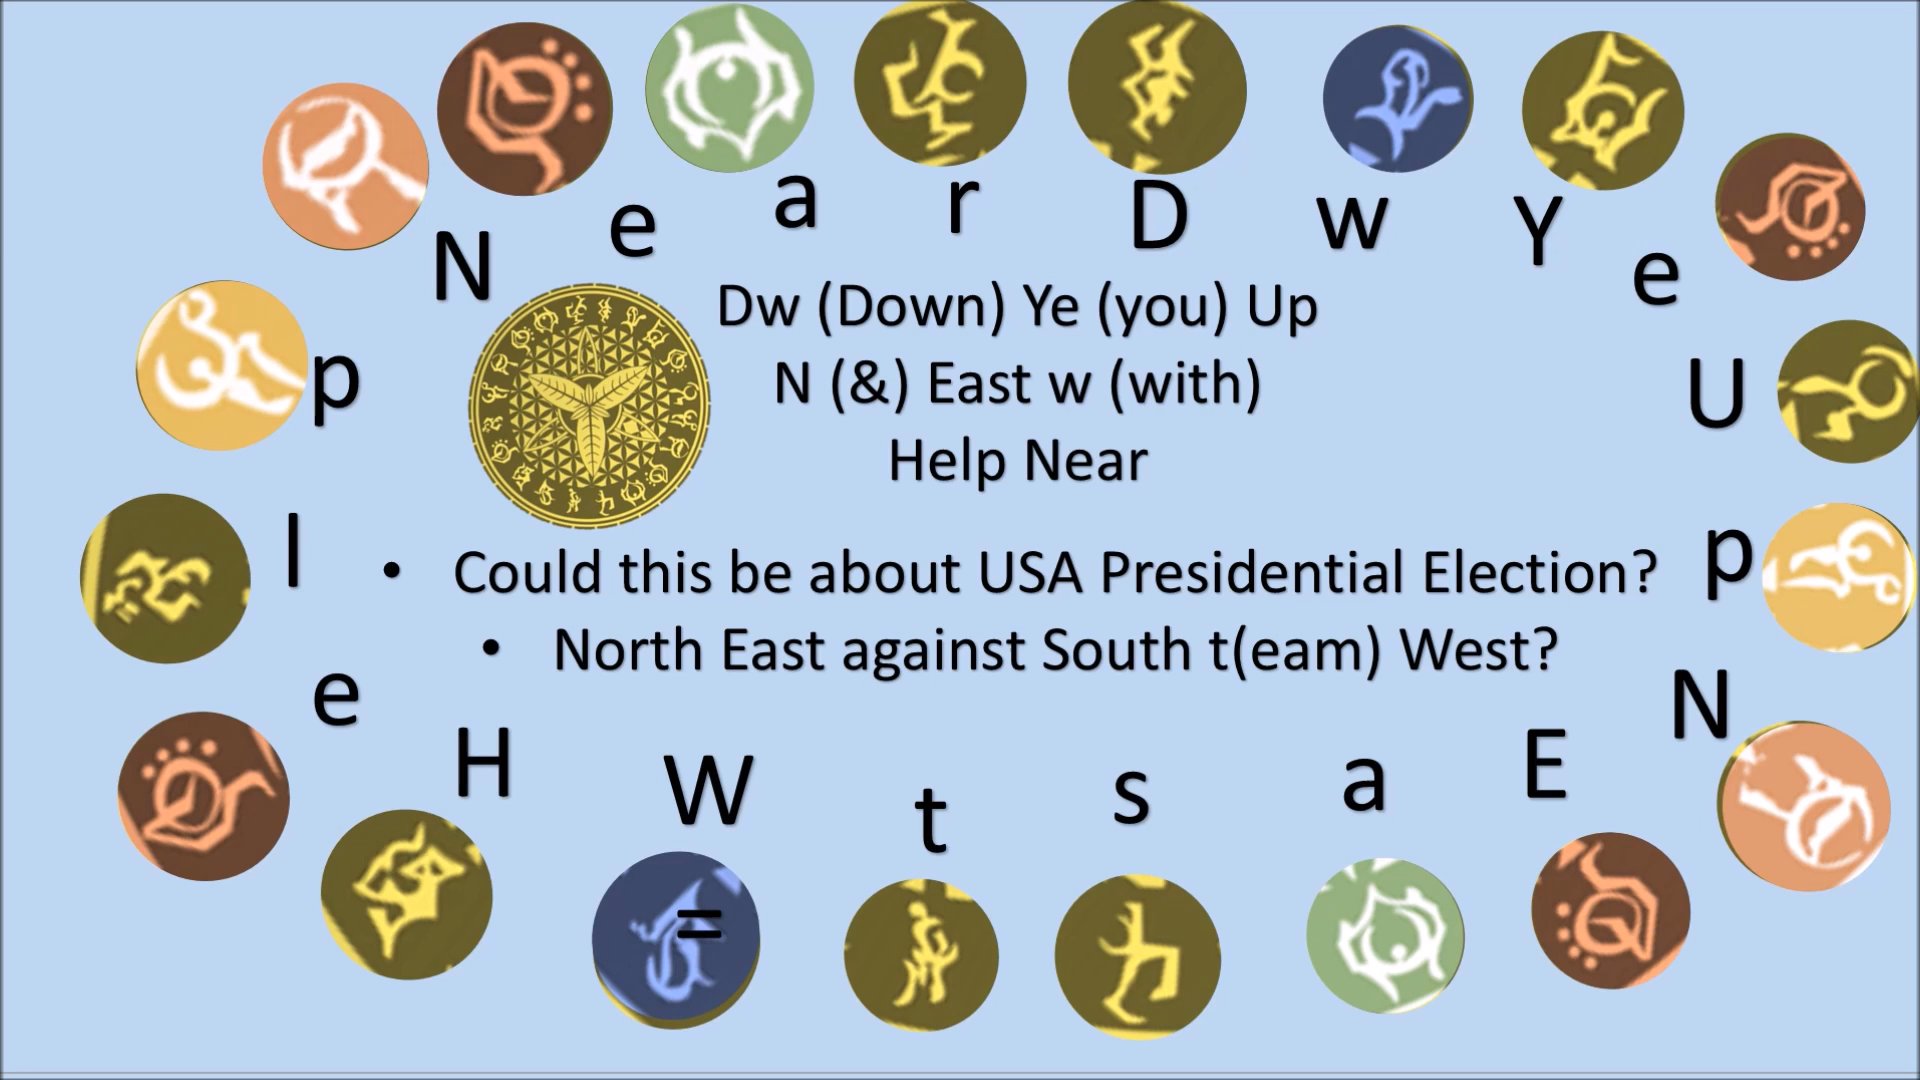 N e a r D w Y e
U
p
N
E
a
s
t
W
=
H
e
l
p
Dw (Down) Ye (you) Up
N (&) East w (with)
Help Near
• Could this be about USA Presidential Election?
• North East against South t(eam) West?